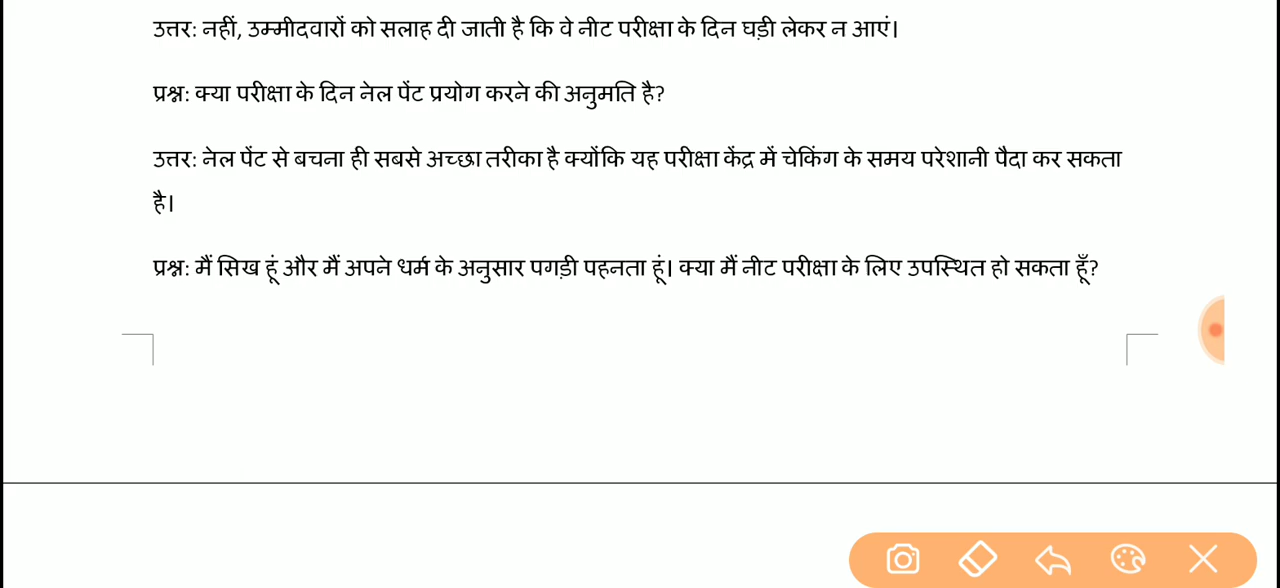 उत्तर: नहीं, उम्मीदवारों को सलाह दी जाती है कि वे नीट परीक्षा के दिन घड़ी लेकर न आएं।
प्रश्न: क्या परीक्षा के दिन नेल पेंट प्रयोग करने की अनुमति है?
उत्तर: नेल पेंट से बचना ही सबसे अच्छा तरीका है क्योंकि यह परीक्षा केंद्र में चेकिंग के समय परेशानी पैदा कर सकता
है।
प्रश्न: मैं सिख हूं और मैं अपने धर्म के अनुसार पगड़ी पहनता हूं। क्या मैं नीट परीक्षा के लिए उपस्थित हो सकता हूँ?